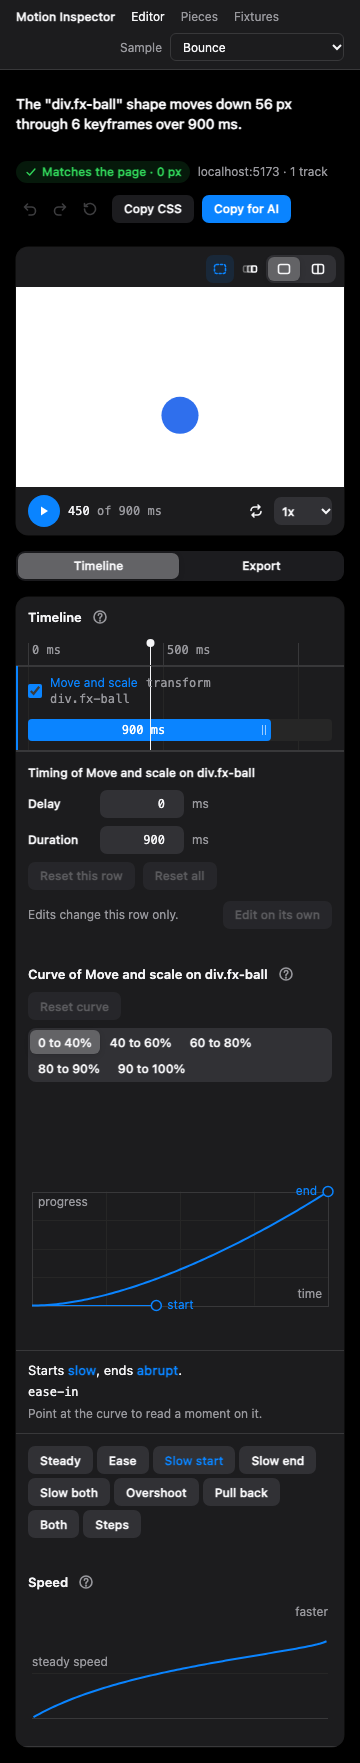 Motion Inspector Editor Pieces Fixtures
Sample Bounce
The "div.fx-ball" shape moves down 56 px
through 6 keyframes over 900 ms.
Matches the page · 0 px localhost:5173 · 1 track
Copy CSS Copy for AI
450 of 900 ms 1x
Timeline Export
Timeline
0 ms 500 ms
Move and scale transform
div.fx-ball
900 ms
Timing of Move and scale on div.fx-ball
Delay 0 ms
Duration 900 ms
Reset this row Reset all
Edits change this row only. Edit on its own
Curve of Move and scale on div.fx-ball
Reset curve
0 to 40% 40 to 60% 60 to 80%
80 to 90% 90 to 100%
end
progress
time
start
Starts slow, ends abrupt.
ease-in
Point at the curve to read a moment on it.
Steady Ease Slow start Slow end
Slow both Overshoot Pull back
Both Steps
Speed
faster
steady speed